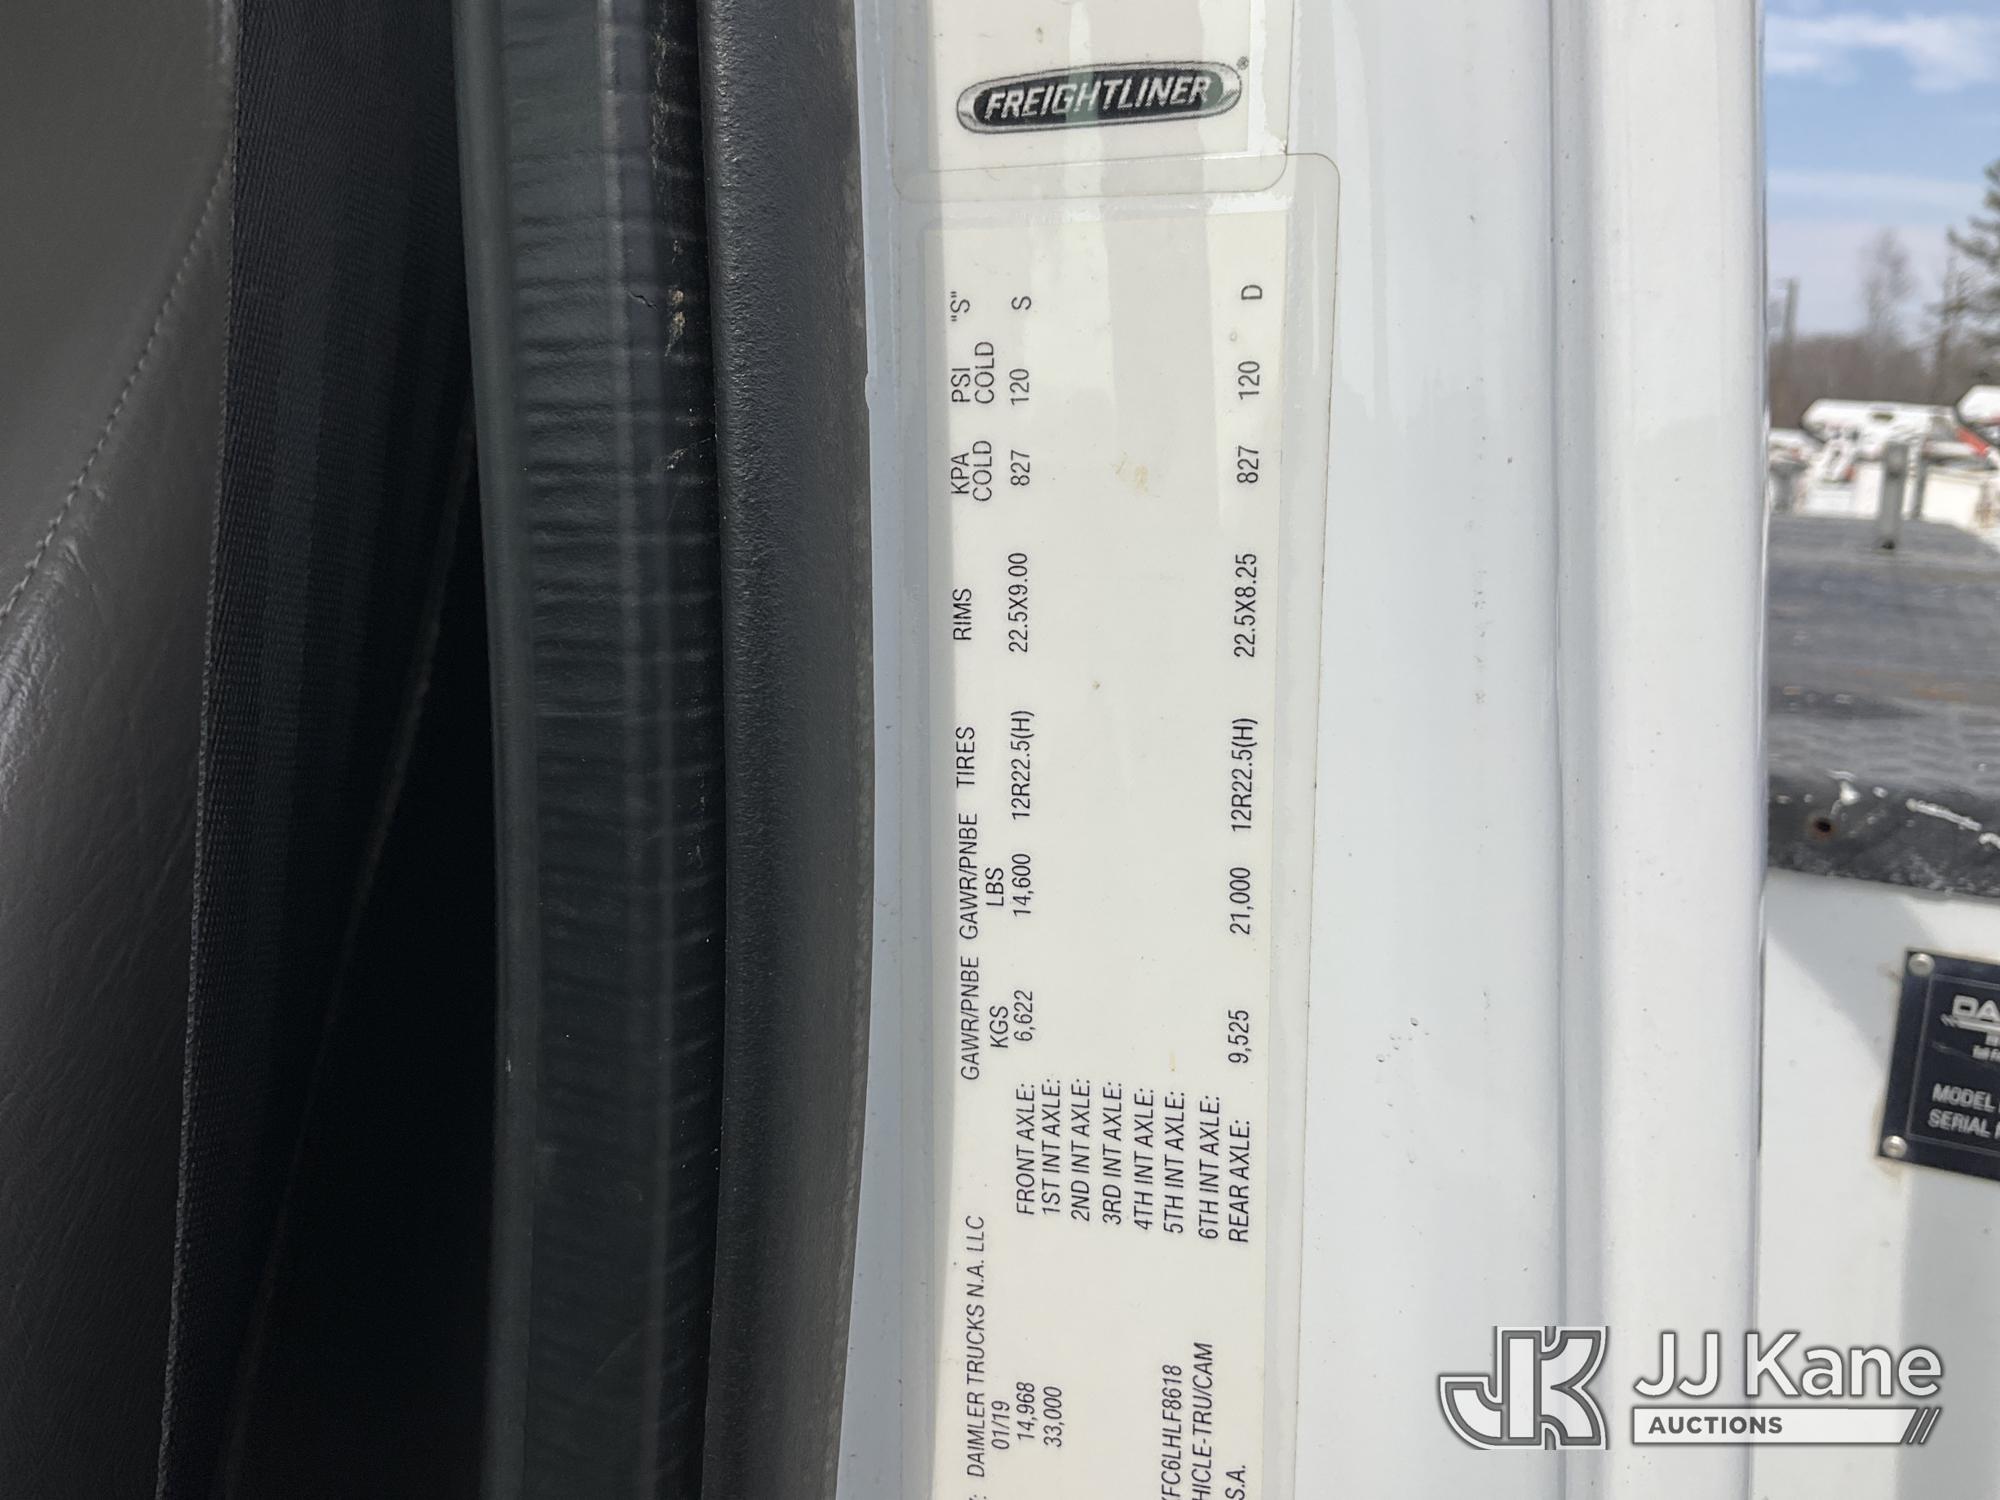 FREIGHTLINER
DAIMLER TRUCKS N.A. LLC
01/19
14,968
33,000
GAWR/PNBE GAWR/PNBE TIRES RIMS KPA PSI "S"
KGS LBS COLD COLD
FRONT AXLE: 6,622 14,600 12R22.5(H) 22.5X9.00 827 120 S
1ST INT AXLE:
2ND INT AXLE:
3RD INT AXLE:
4TH INT AXLE:
5TH INT AXLE:
6TH INT AXLE:
REAR AXLE: 9,525 21,000 12R22.5(H) 22.5X8.25 827 120 D
FC6LHLF8618
HICLE-TRU/CAM
S.A.
MODEL
SERIAL
JJ Kane
AUCTIONS